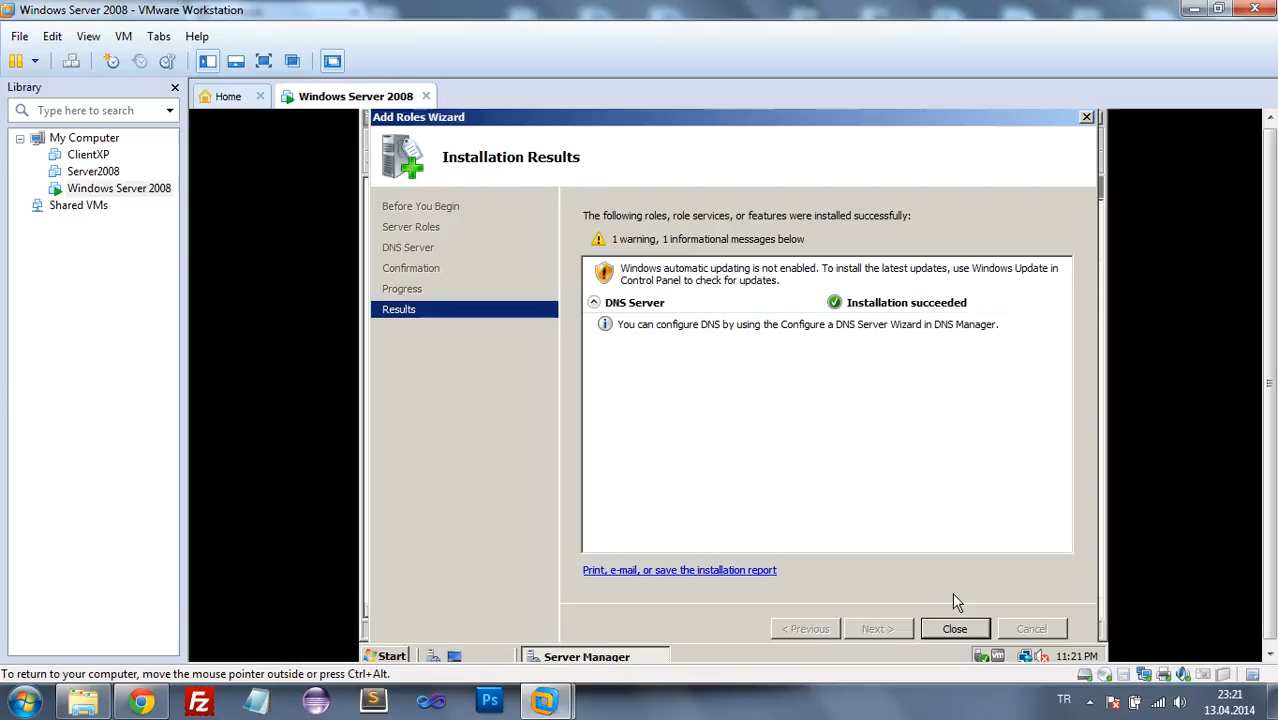 Windows Server 2008 - VMware Workstation
File Edit View VM Tabs Help
Library
Type here to search
My Computer
ClientXP
Server2008
Windows Server 2008
Shared VMs
Home
Windows Server 2008
Add Roles Wizard
Installation Results
Before You Begin
Server Roles
DNS Server
Confirmation
Progress
Results
The following roles, role services, or features were installed successfully:
1 warning, 1 informational messages below
Windows automatic updating is not enabled. To install the latest updates, use Windows Update in
Control Panel to check for updates.
DNS Server Installation succeeded
You can configure DNS by using the Configure a DNS Server Wizard in DNS Manager.
Print, e-mail, or save the installation report
< Previous Next > Close Cancel
Start Server Manager vm 11:21 PM
To return to your computer, move the mouse pointer outside or press Ctrl+Alt.
Fz S Ps TR 23:21
13.04.2014